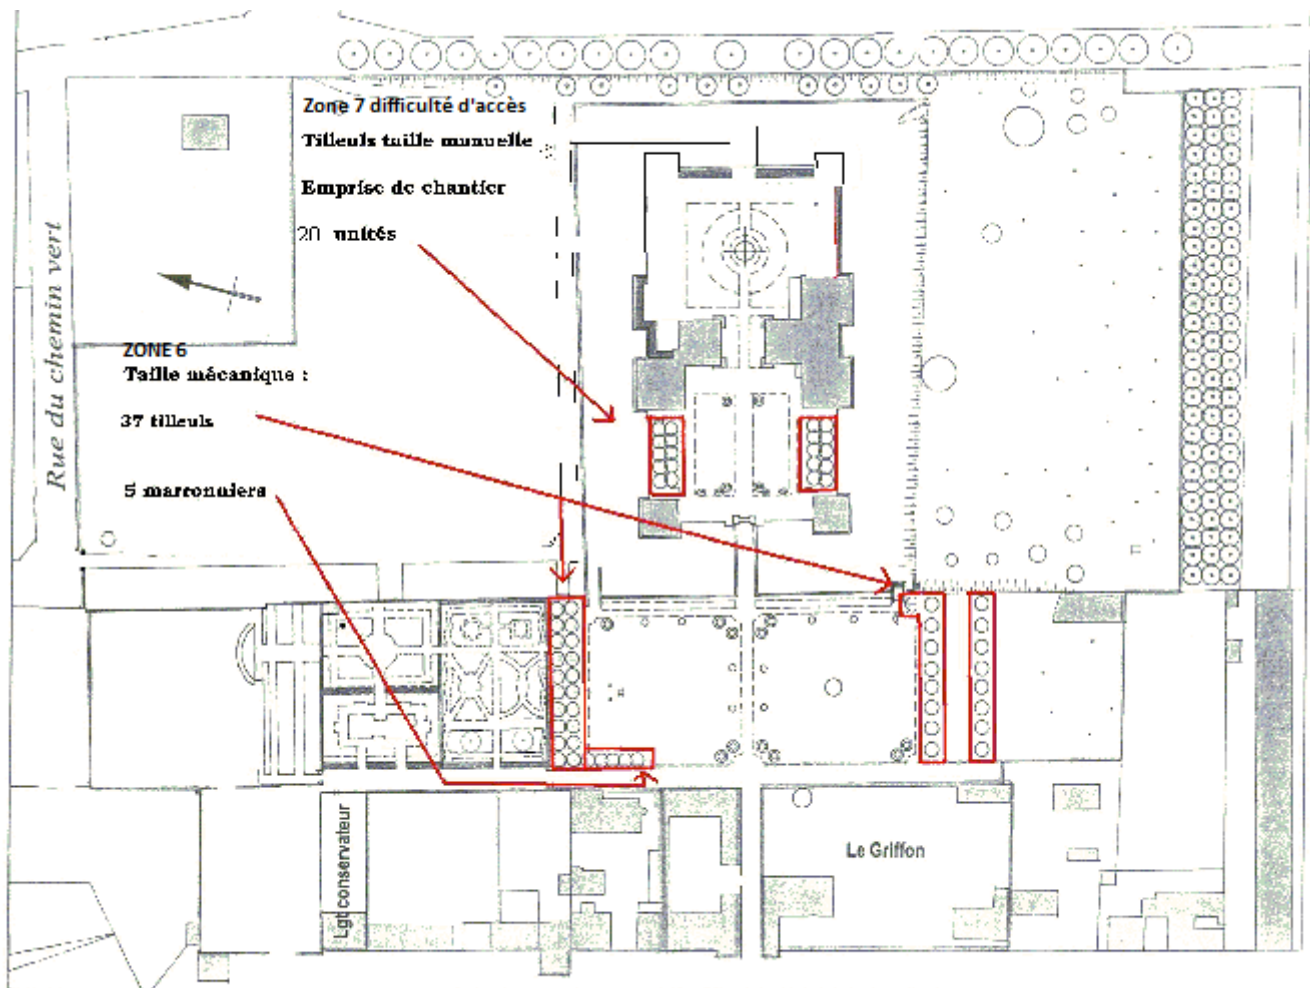 Zone 7 difficulté d'accès
Tilleuls taille manuelle
Emprise de chantier
20 unités
Rue du chemin vert
ZONE 6
Taille mécanique :
37 tilleuls
5 marronniers
Lgt conservateur
Le Griffon